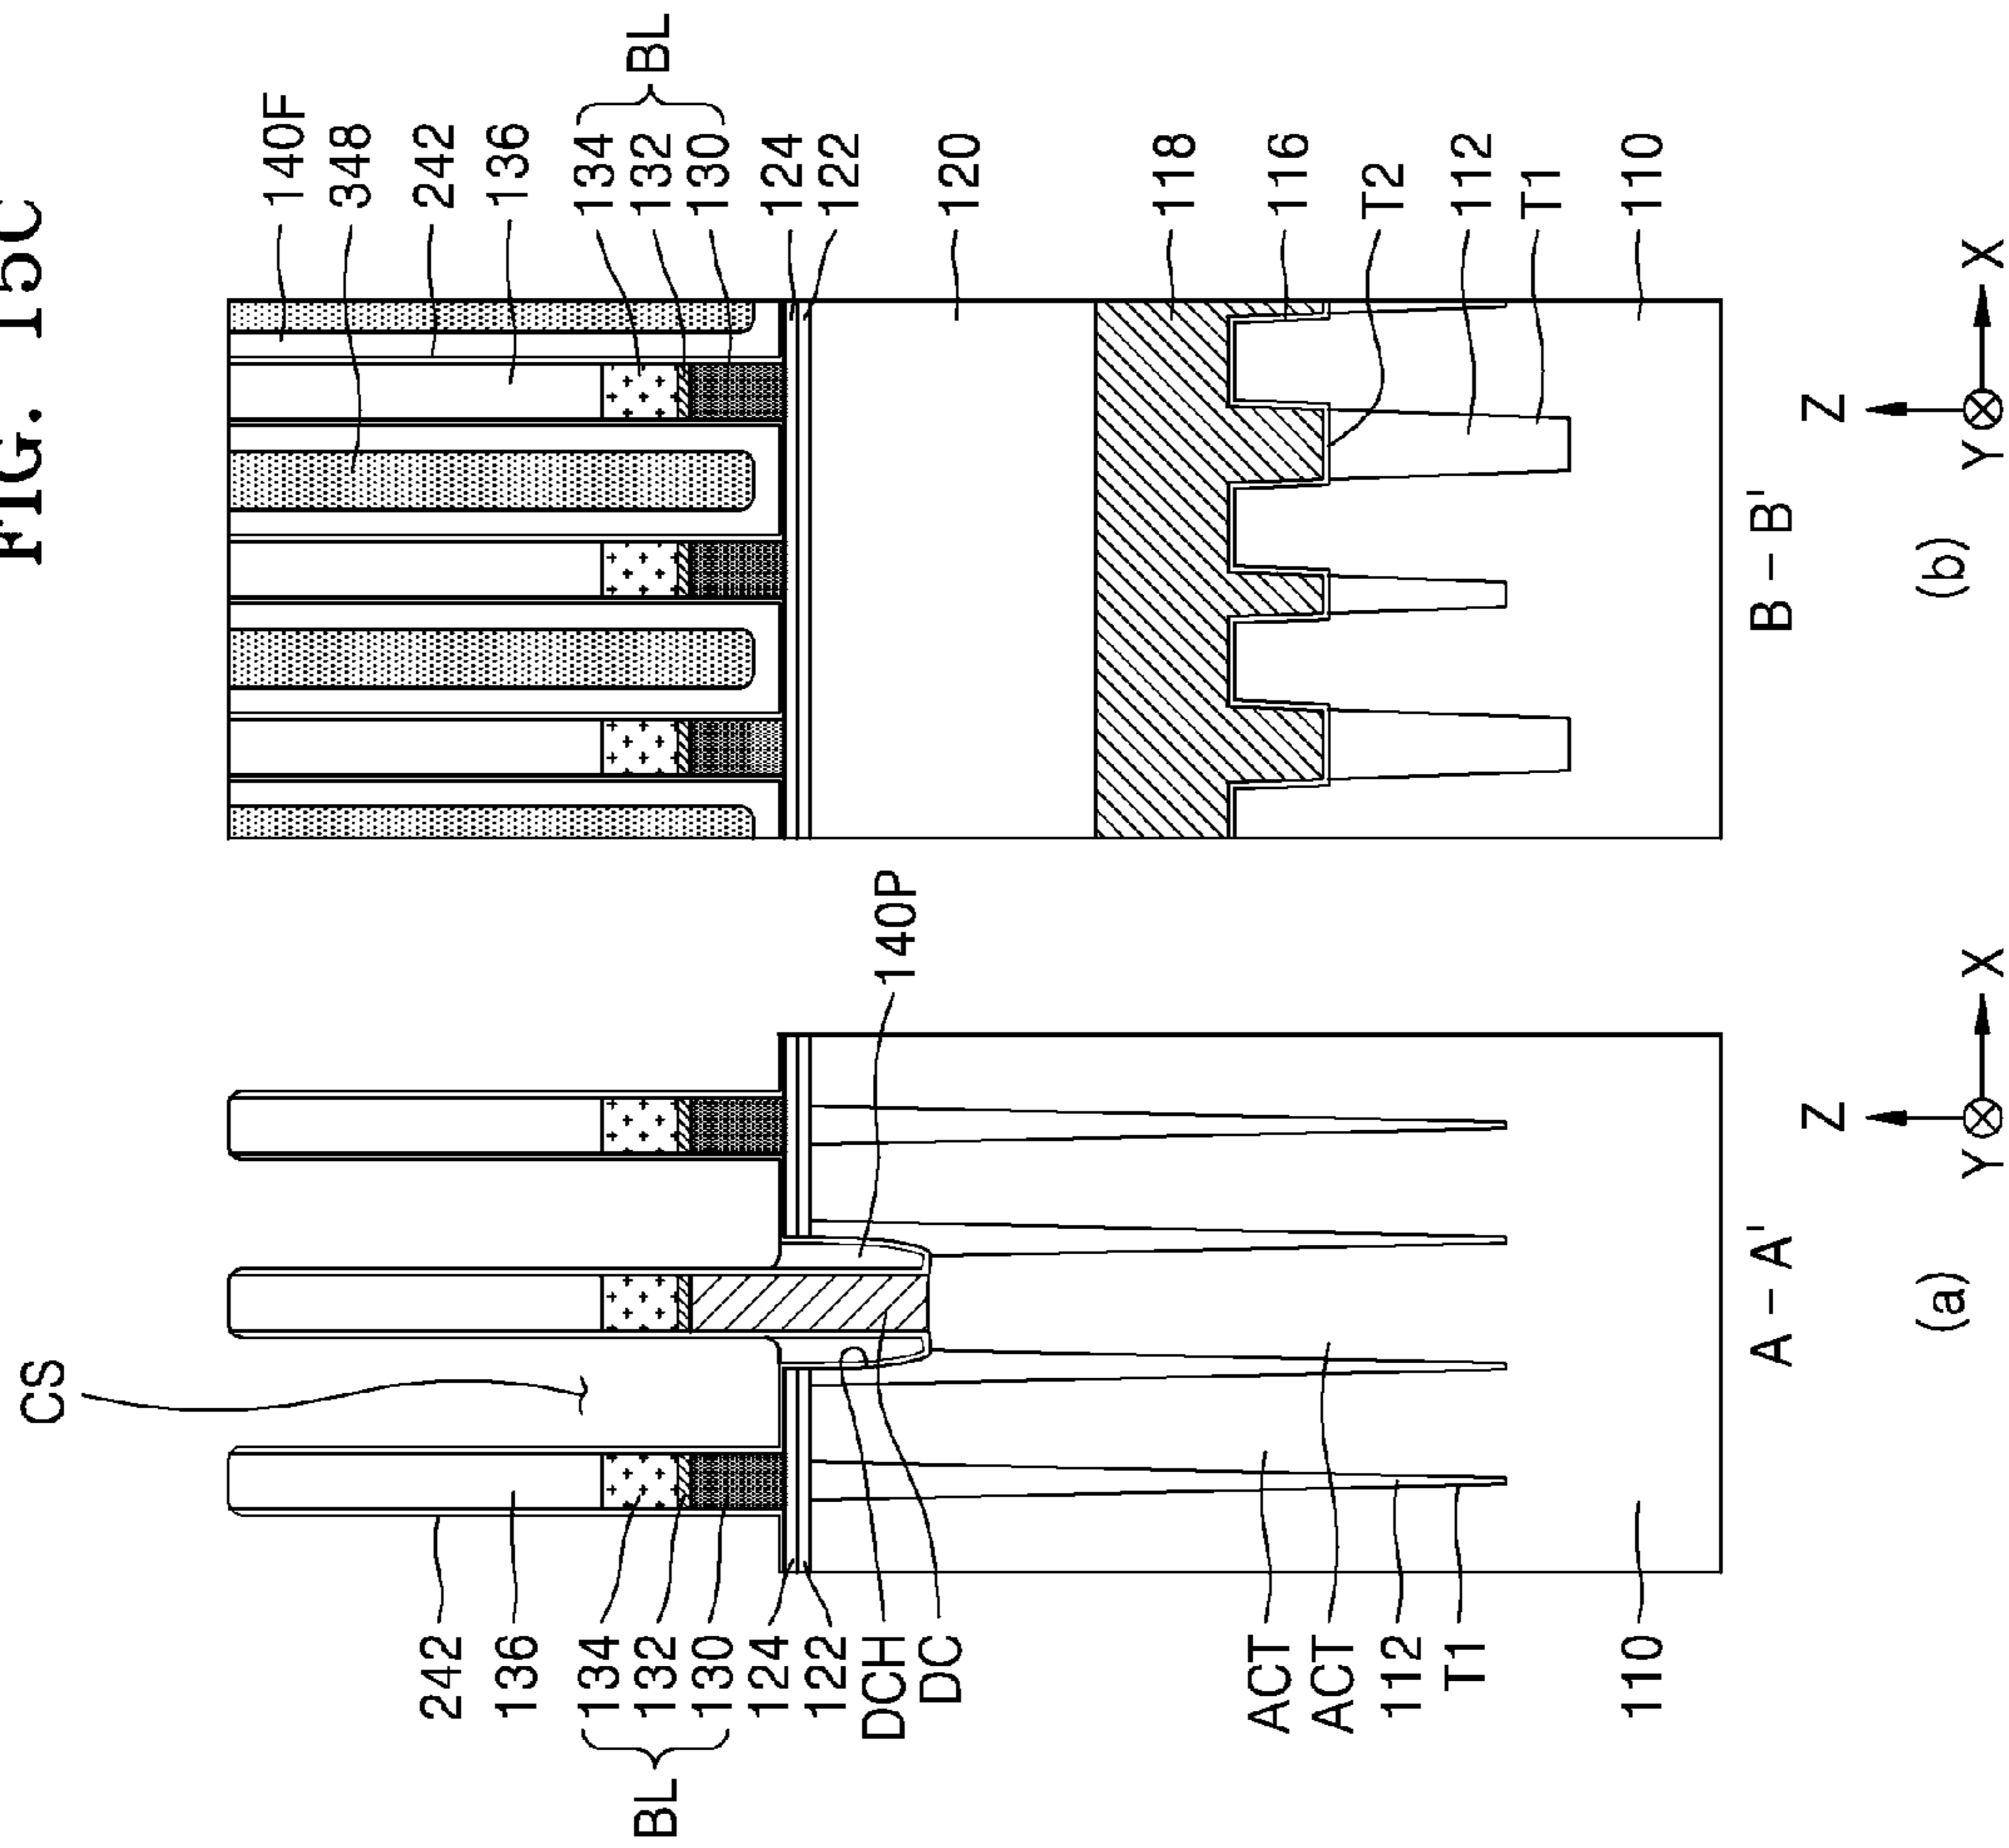 FIG. 15C
CS
242
136
134
132
130
BL
124
122
DCH
DC
ACT
ACT
112
T1
110
140P
A-A'
(a)
Z
X
Y
140F
348
242
136
134
132
130
BL
124
122
120
118
116
T2
112
T1
110
B-B'
(b)
Z
X
Y